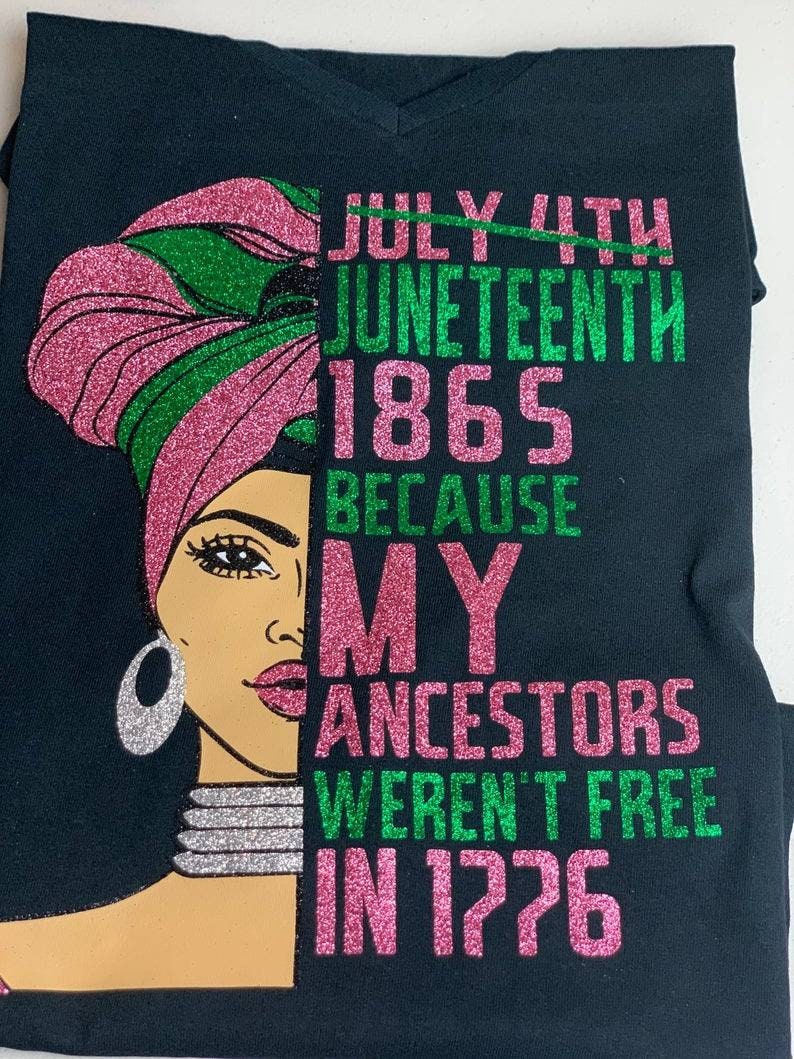 JULY 4TH
JUNETEENTH
1865
BECAUSE
MY
ANCESTORS
WEREN'T FREE
IN 1776